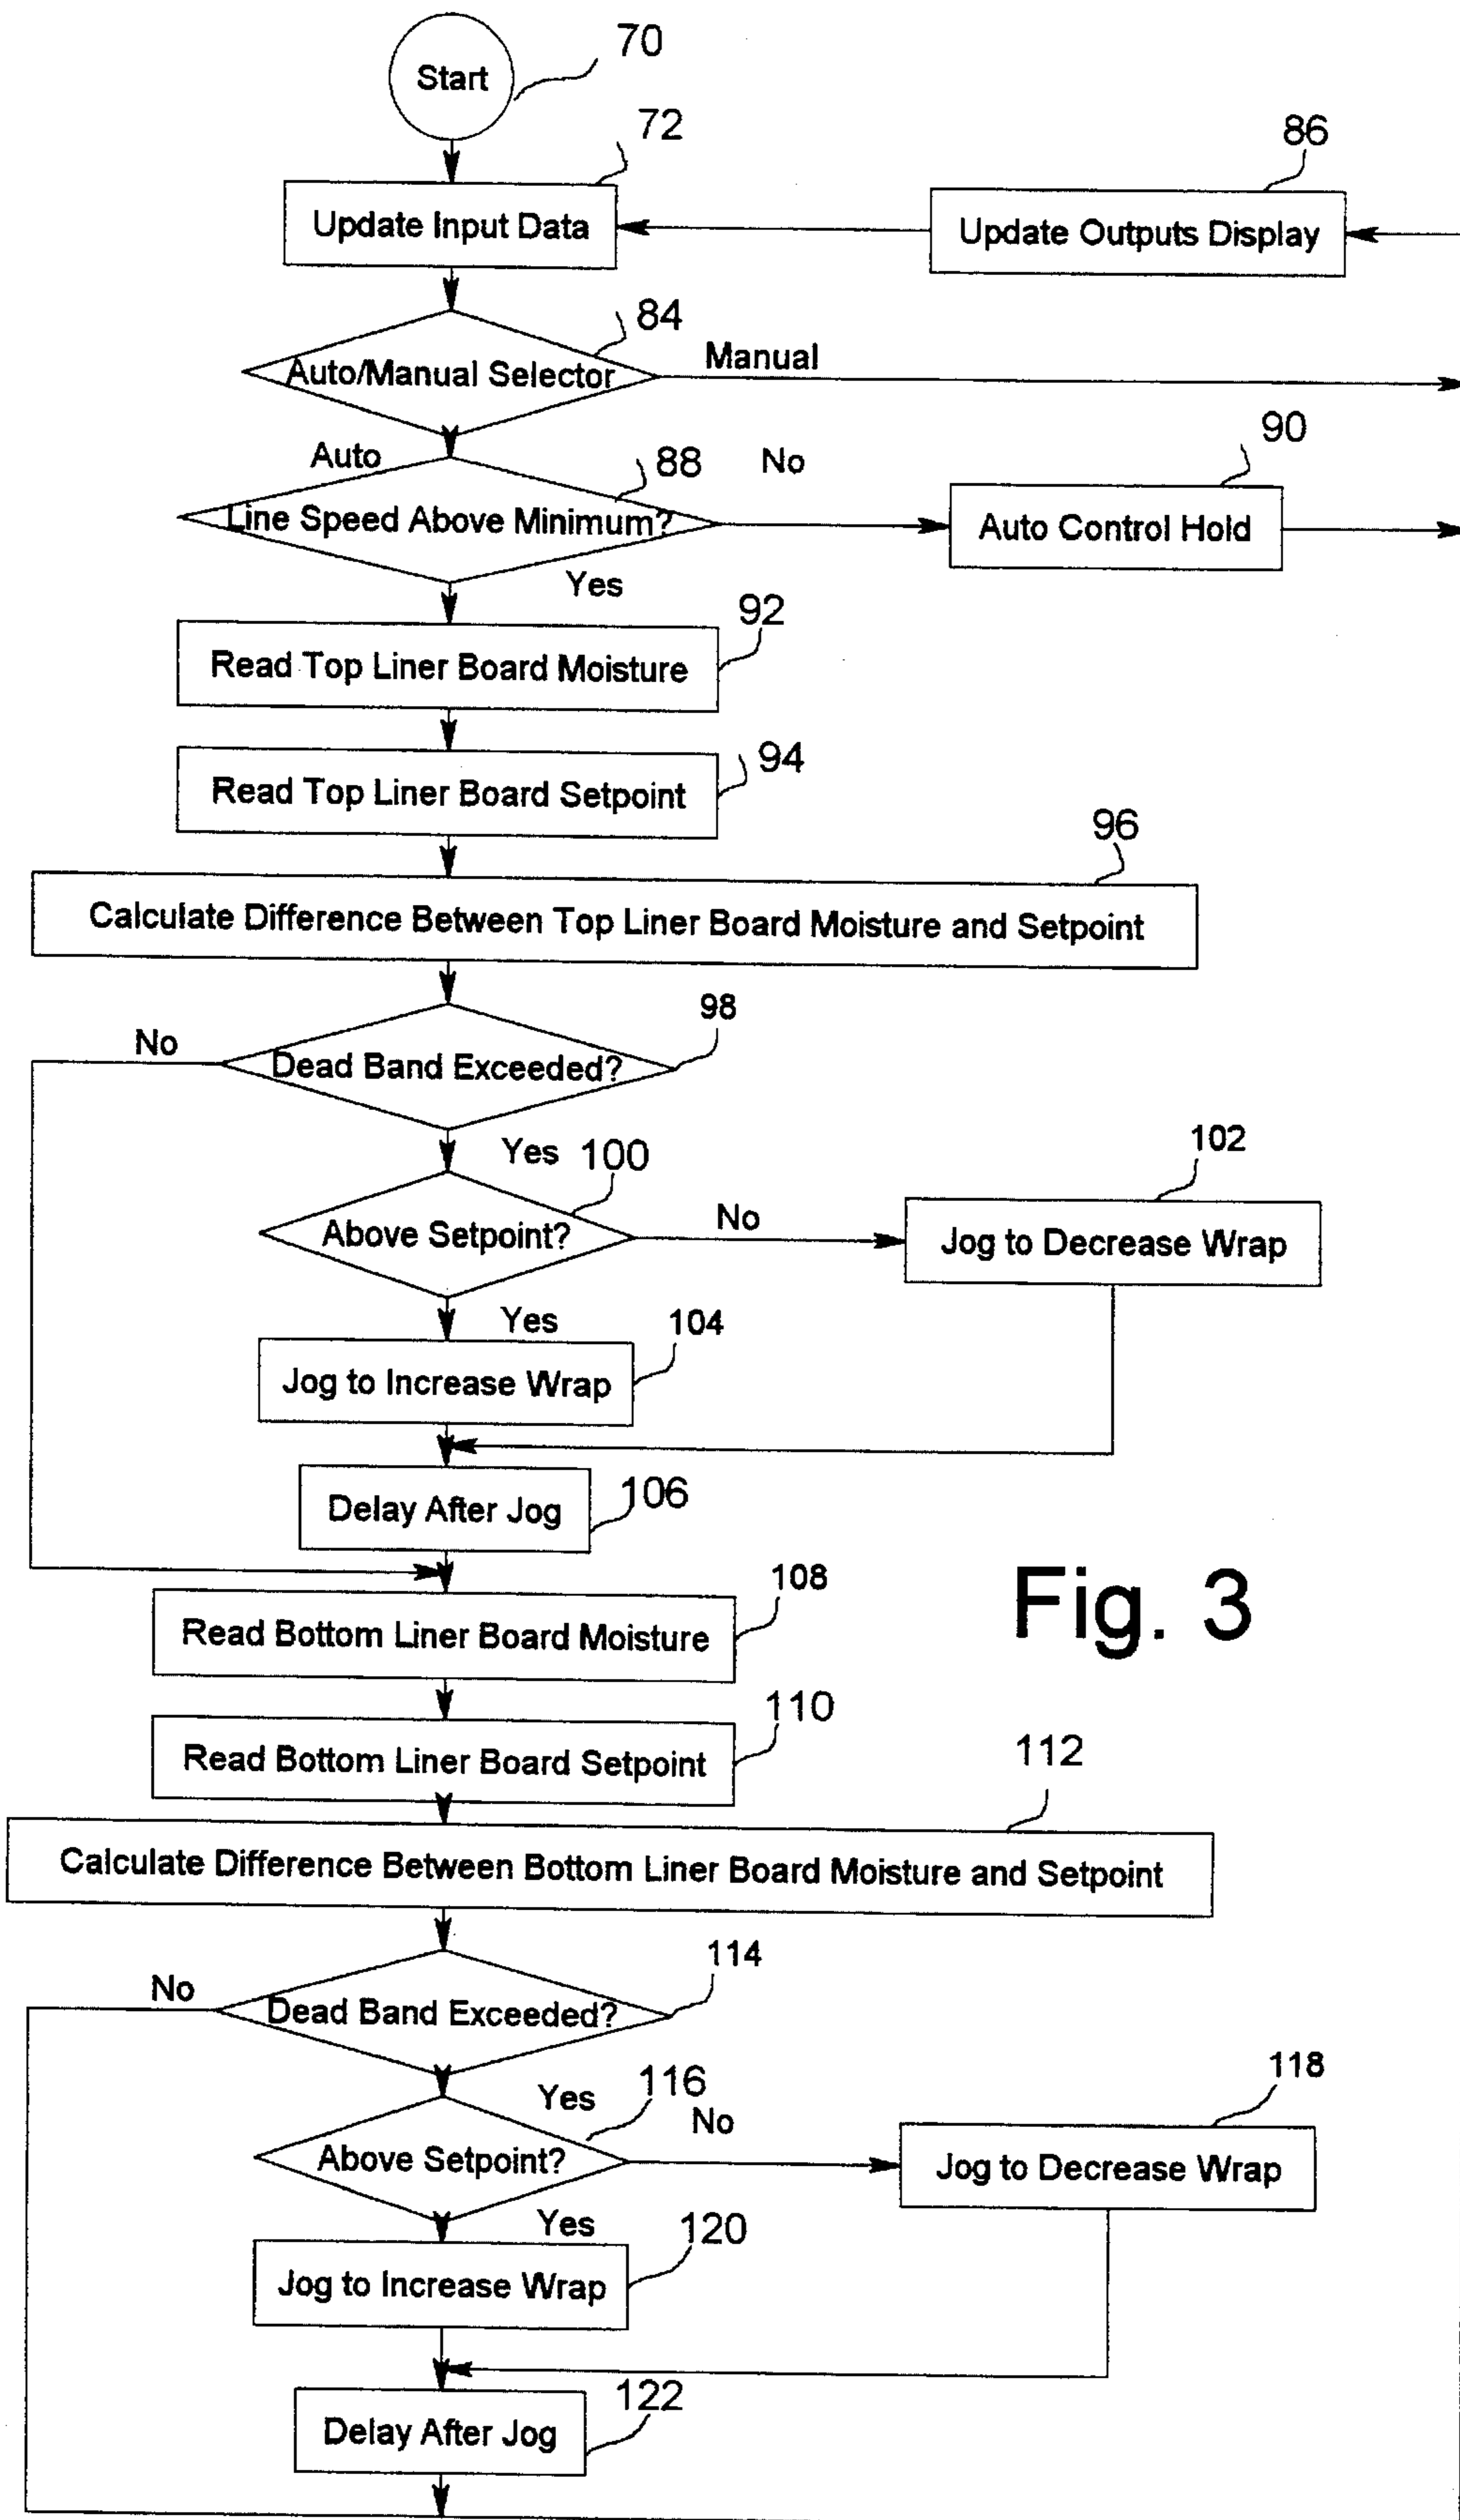 Start
70
72
Update Input Data
86
Update Outputs Display
84
Auto/Manual Selector
Manual
Auto
88
No
Line Speed Above Minimum?
90
Auto Control Hold
Yes
92
Read Top Liner Board Moisture
94
Read Top Liner Board Setpoint
96
Calculate Difference Between Top Liner Board Moisture and Setpoint
98
No
Dead Band Exceeded?
Yes
100
102
Above Setpoint?
No
Jog to Decrease Wrap
Yes
104
Jog to Increase Wrap
Delay After Jog
106
Fig. 3
108
Read Bottom Liner Board Moisture
110
Read Bottom Liner Board Setpoint
112
Calculate Difference Between Bottom Liner Board Moisture and Setpoint
114
No
Dead Band Exceeded?
Yes
116
118
No
Above Setpoint?
Jog to Decrease Wrap
Yes
120
Jog to Increase Wrap
122
Delay After Jog